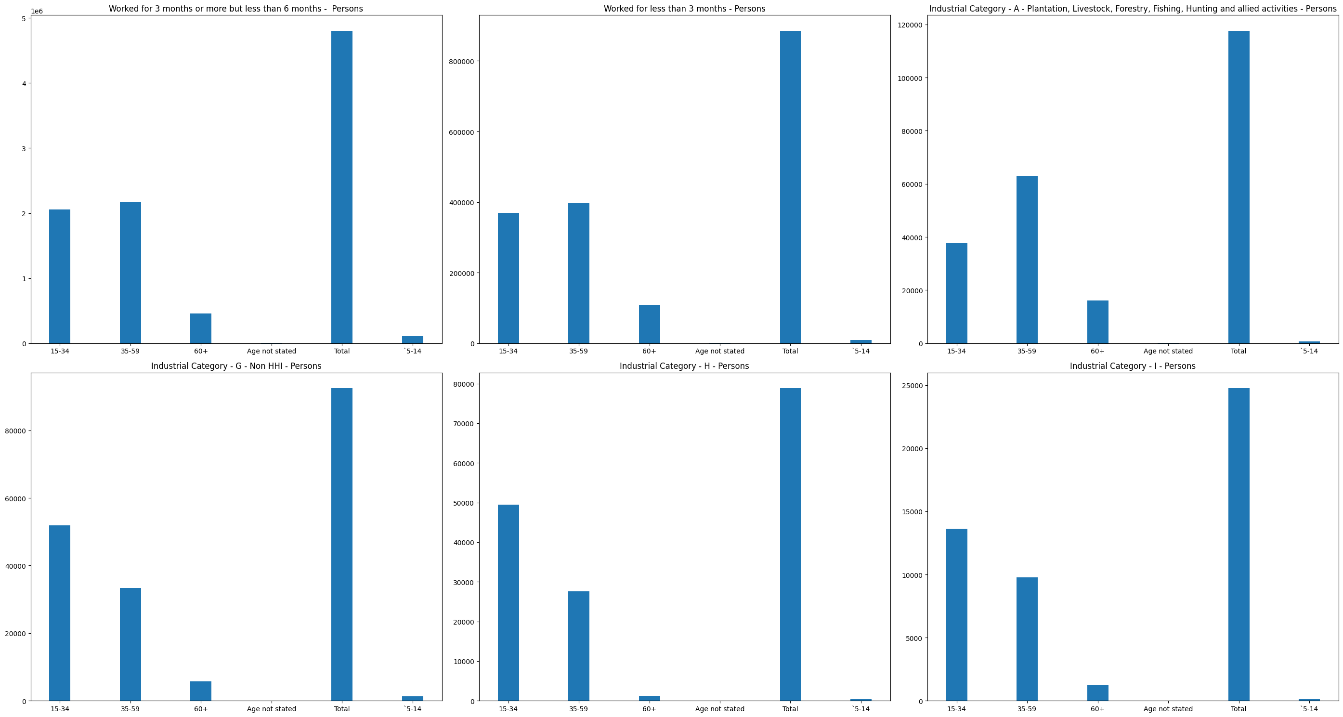 Worked for 3 months or more but less than 6 months -  Persons
1e6
5
4
3
2
1
0
15-34 35-59 60+ Age not stated Total `5-14
Worked for less than 3 months - Persons
800000
600000
400000
200000
0
15-34 35-59 60+ Age not stated Total `5-14
Industrial Category - A - Plantation, Livestock, Forestry, Fishing, Hunting and allied activities - Persons
120000
100000
80000
60000
40000
20000
0
15-34 35-59 60+ Age not stated Total `5-14
Industrial Category - G - Non HHI - Persons
80000
60000
40000
20000
0
15-34 35-59 60+ Age not stated Total `5-14
Industrial Category - H - Persons
80000
70000
60000
50000
40000
30000
20000
10000
0
15-34 35-59 60+ Age not stated Total `5-14
Industrial Category - I - Persons
25000
20000
15000
10000
5000
0
15-34 35-59 60+ Age not stated Total `5-14